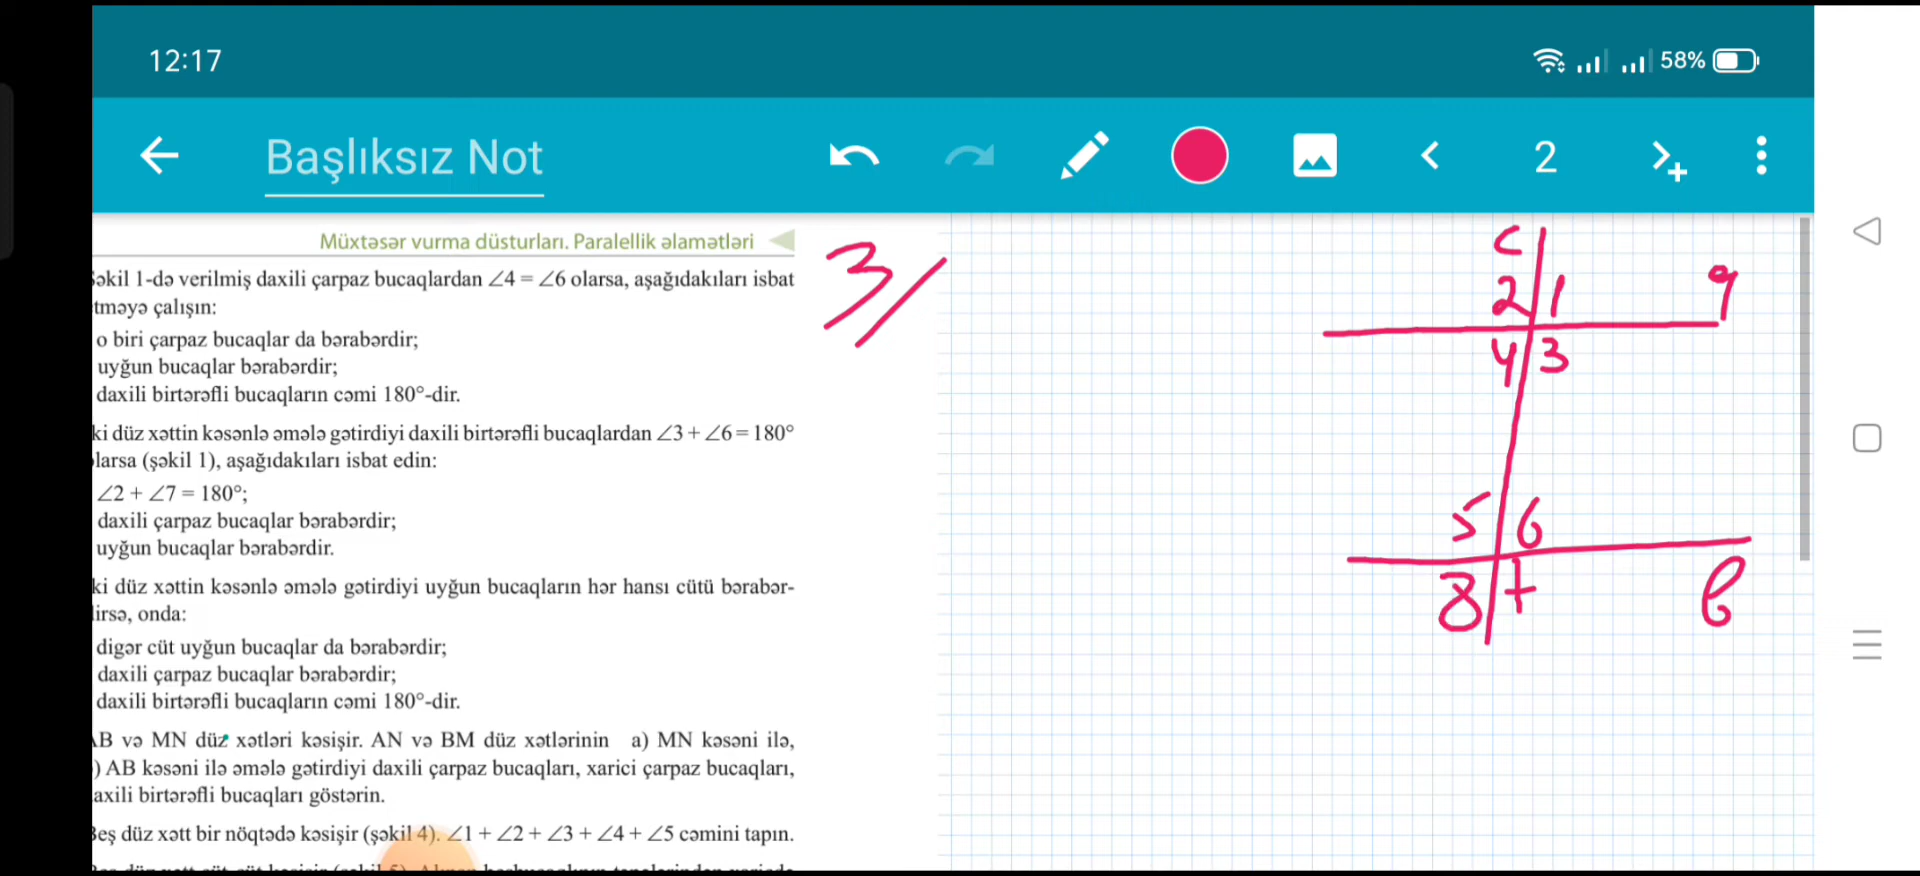 12:17
58%
Başlıksız Not
2
Müxtəsər vurma düsturları. Paralellik əlamətləri
Şəkil 1-də verilmiş daxili çarpaz bucaqlardan ∠4 = ∠6 olarsa, aşağıdakıları isbat
tməyə çalışın:
o biri çarpaz bucaqlar da bərabərdir;
uyğun bucaqlar bərabərdir;
daxili birtərəfli bucaqların cəmi 180°-dir.
ki düz xəttin kəsənlə əmələ gətirdiyi daxili birtərəfli bucaqlardan ∠3 + ∠6 = 180°
larsa (şəkil 1), aşağıdakıları isbat edin:
∠2 + ∠7 = 180°;
daxili çarpaz bucaqlar bərabərdir;
uyğun bucaqlar bərabərdir.
ki düz xəttin kəsənlə əmələ gətirdiyi uyğun bucaqların hər hansı cütü bərabər-
irsə, onda:
digər cüt uyğun bucaqlar da bərabərdir;
daxili çarpaz bucaqlar bərabərdir;
daxili birtərəfli bucaqların cəmi 180°-dir.
AB və MN düz xətləri kəsişir. AN və BM düz xətlərinin a) MN kəsəni ilə,
) AB kəsəni ilə əmələ gətirdiyi daxili çarpaz bucaqları, xarici çarpaz bucaqları,
axili birtərəfli bucaqları göstərin.
Beş düz xətt bir nöqtədə kəsişir (şəkil 4). ∠1 + ∠2 + ∠3 + ∠4 + ∠5 cəmini tapın.
3/
c
2 1 a
4 3
5 6
8 7 b